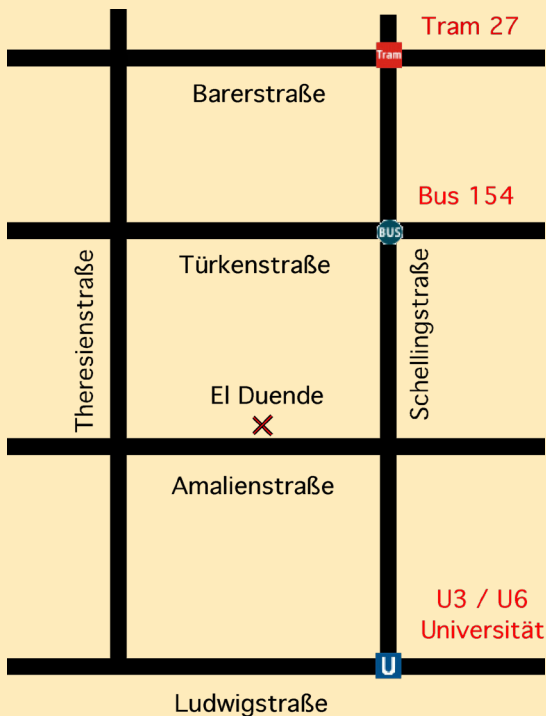 Tram 27
Tram
Barerstraße
Bus 154
BUS
Türkenstraße
Theresienstraße
Schellingstraße
El Duende
Amalienstraße
U3 / U6
Universität
U
Ludwigstraße